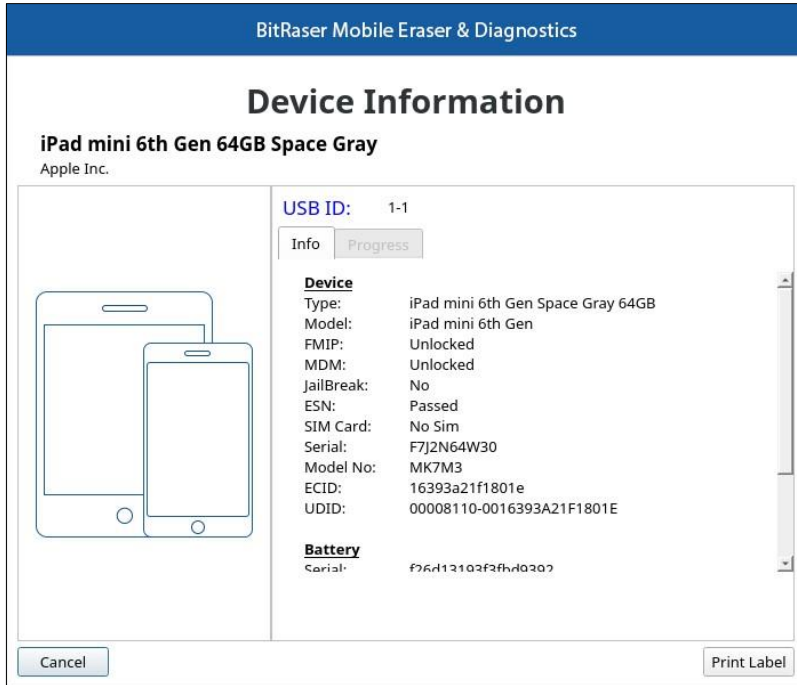 BitRaser Mobile Eraser & Diagnostics
Device Information
iPad mini 6th Gen 64GB Space Gray
Apple Inc.
USB ID: 1-1
Info Progress
Device
Type: iPad mini 6th Gen Space Gray 64GB
Model: iPad mini 6th Gen
FMIP: Unlocked
MDM: Unlocked
JailBreak: No
ESN: Passed
SIM Card: No Sim
Serial: F7J2N64W30
Model No: MK7M3
ECID: 16393a21f1801e
UDID: 00008110-0016393A21F1801E
Battery
Serial: f26d13193f3fbd9392
Cancel Print Label